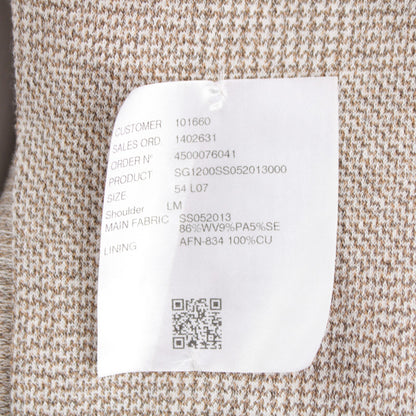 CUSTOMER 101660
SALES ORD. 1402631
ORDER N° 4500076041
PRODUCT SG1200SS052013000
SIZE 54 L07
Shoulder LM
MAIN FABRIC SS052013
86%WV9%PA5%SE
LINING AFN-834 100%CU